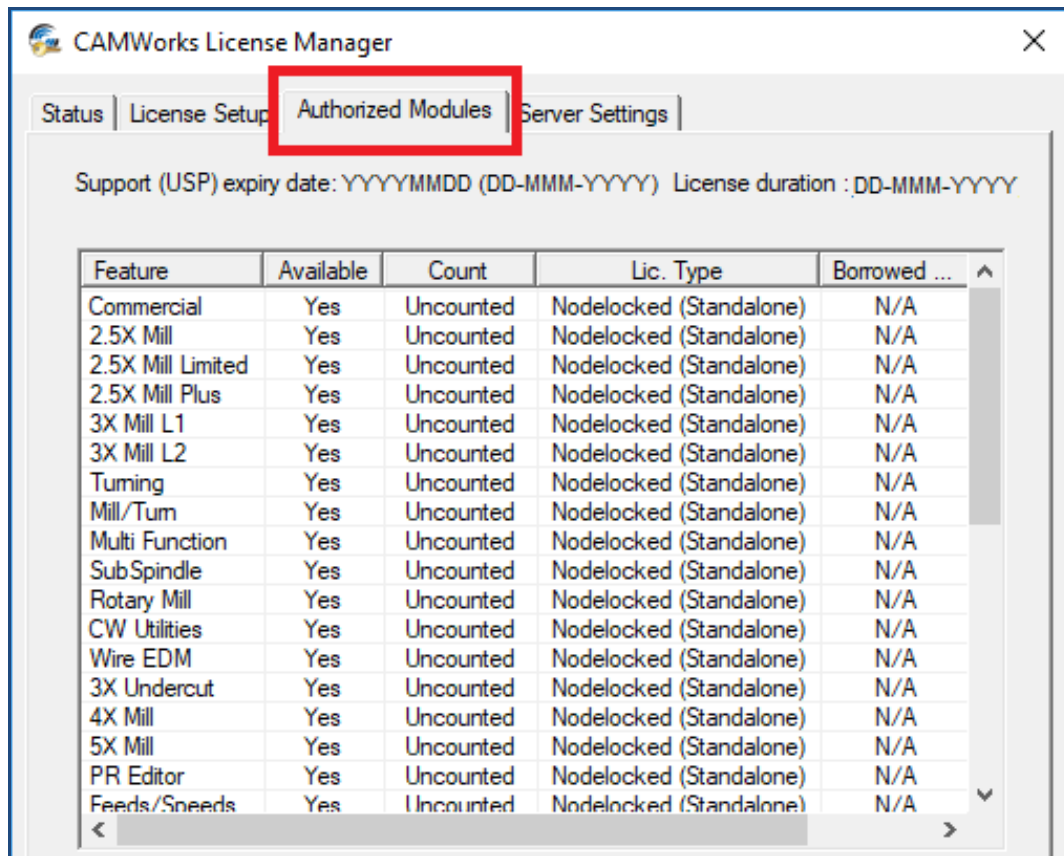 CAMWorks License Manager
Status License Setup Authorized Modules Server Settings
Support (USP) expiry date: YYYYMMDD (DD-MMM-YYYY) License duration : DD-MMM-YYYY
Feature Available Count Lic. Type Borrowed ...
Commercial Yes Uncounted Nodelocked (Standalone) N/A
2.5X Mill Yes Uncounted Nodelocked (Standalone) N/A
2.5X Mill Limited Yes Uncounted Nodelocked (Standalone) N/A
2.5X Mill Plus Yes Uncounted Nodelocked (Standalone) N/A
3X Mill L1 Yes Uncounted Nodelocked (Standalone) N/A
3X Mill L2 Yes Uncounted Nodelocked (Standalone) N/A
Turning Yes Uncounted Nodelocked (Standalone) N/A
Mill/Turn Yes Uncounted Nodelocked (Standalone) N/A
Multi Function Yes Uncounted Nodelocked (Standalone) N/A
SubSpindle Yes Uncounted Nodelocked (Standalone) N/A
Rotary Mill Yes Uncounted Nodelocked (Standalone) N/A
CW Utilities Yes Uncounted Nodelocked (Standalone) N/A
Wire EDM Yes Uncounted Nodelocked (Standalone) N/A
3X Undercut Yes Uncounted Nodelocked (Standalone) N/A
4X Mill Yes Uncounted Nodelocked (Standalone) N/A
5X Mill Yes Uncounted Nodelocked (Standalone) N/A
PR Editor Yes Uncounted Nodelocked (Standalone) N/A
Feeds/Speeds Yes Uncounted Nodelocked (Standalone) N/A